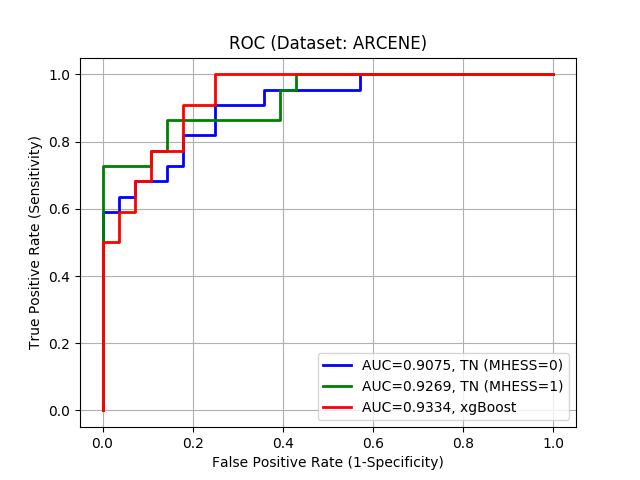 ROC (Dataset: ARCENE)
1.0
0.8
0.6
0.4
0.2
0.0
True Positive Rate (Sensitivity)
AUC=0.9075, TN (MHESS=0)
AUC=0.9269, TN (MHESS=1)
AUC=0.9334, xgBoost
0.0 0.2 0.4 0.6 0.8 1.0
False Positive Rate (1-Specificity)